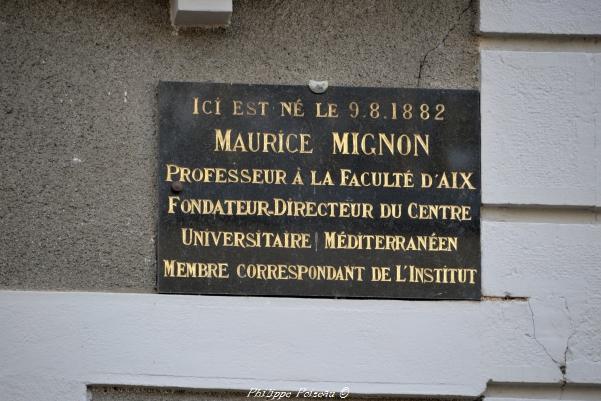 ICI EST NÉ LE 9.8.1882
MAURICE MIGNON
PROFESSEUR À LA FACULTÉ D'AIX
FONDATEUR-DIRECTEUR DU CENTRE
UNIVERSITAIRE MÉDITERRANÉEN
MEMBRE CORRESPONDANT DE L'INSTITUT
Philippe Poiseau ©